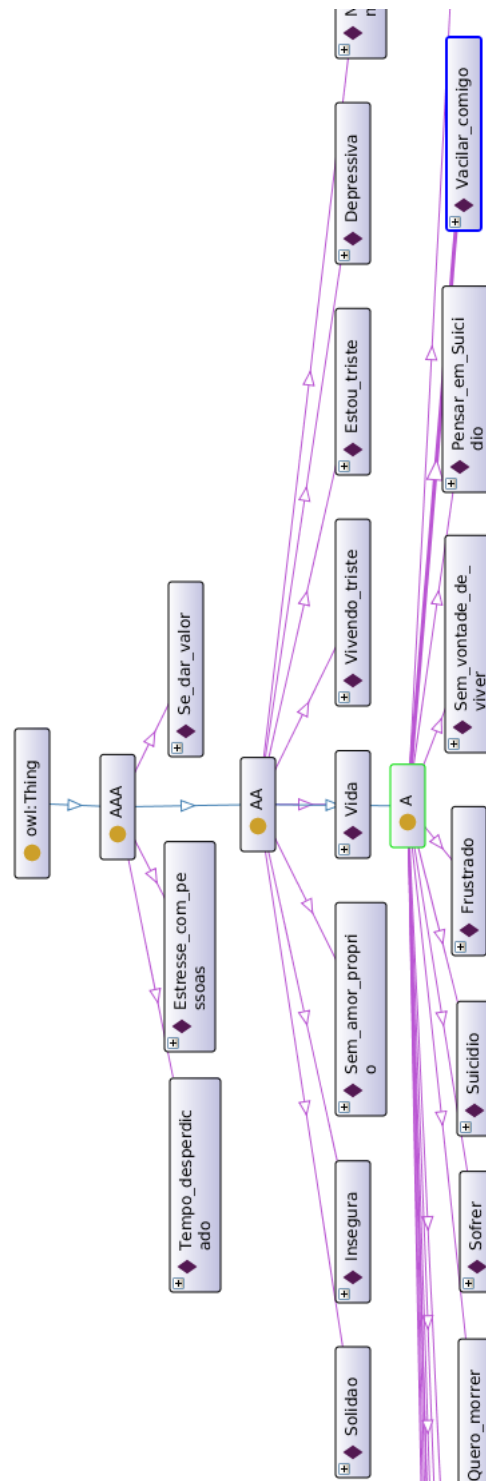 owl:Thing
AAA
Tempo_desperdic
ado
Estresse_com_pe
ssoas
Se_dar_valor
AA
Solidao
Insegura
Sem_amor_propri
o
Vida
Vivendo_triste
Estou_triste
Depressiva
A
Quero_morrer
Sofrer
Suicidio
Frustrado
Sem_vontade_de_
viver
Pensar_em_Suici
dio
Vacilar_comigo